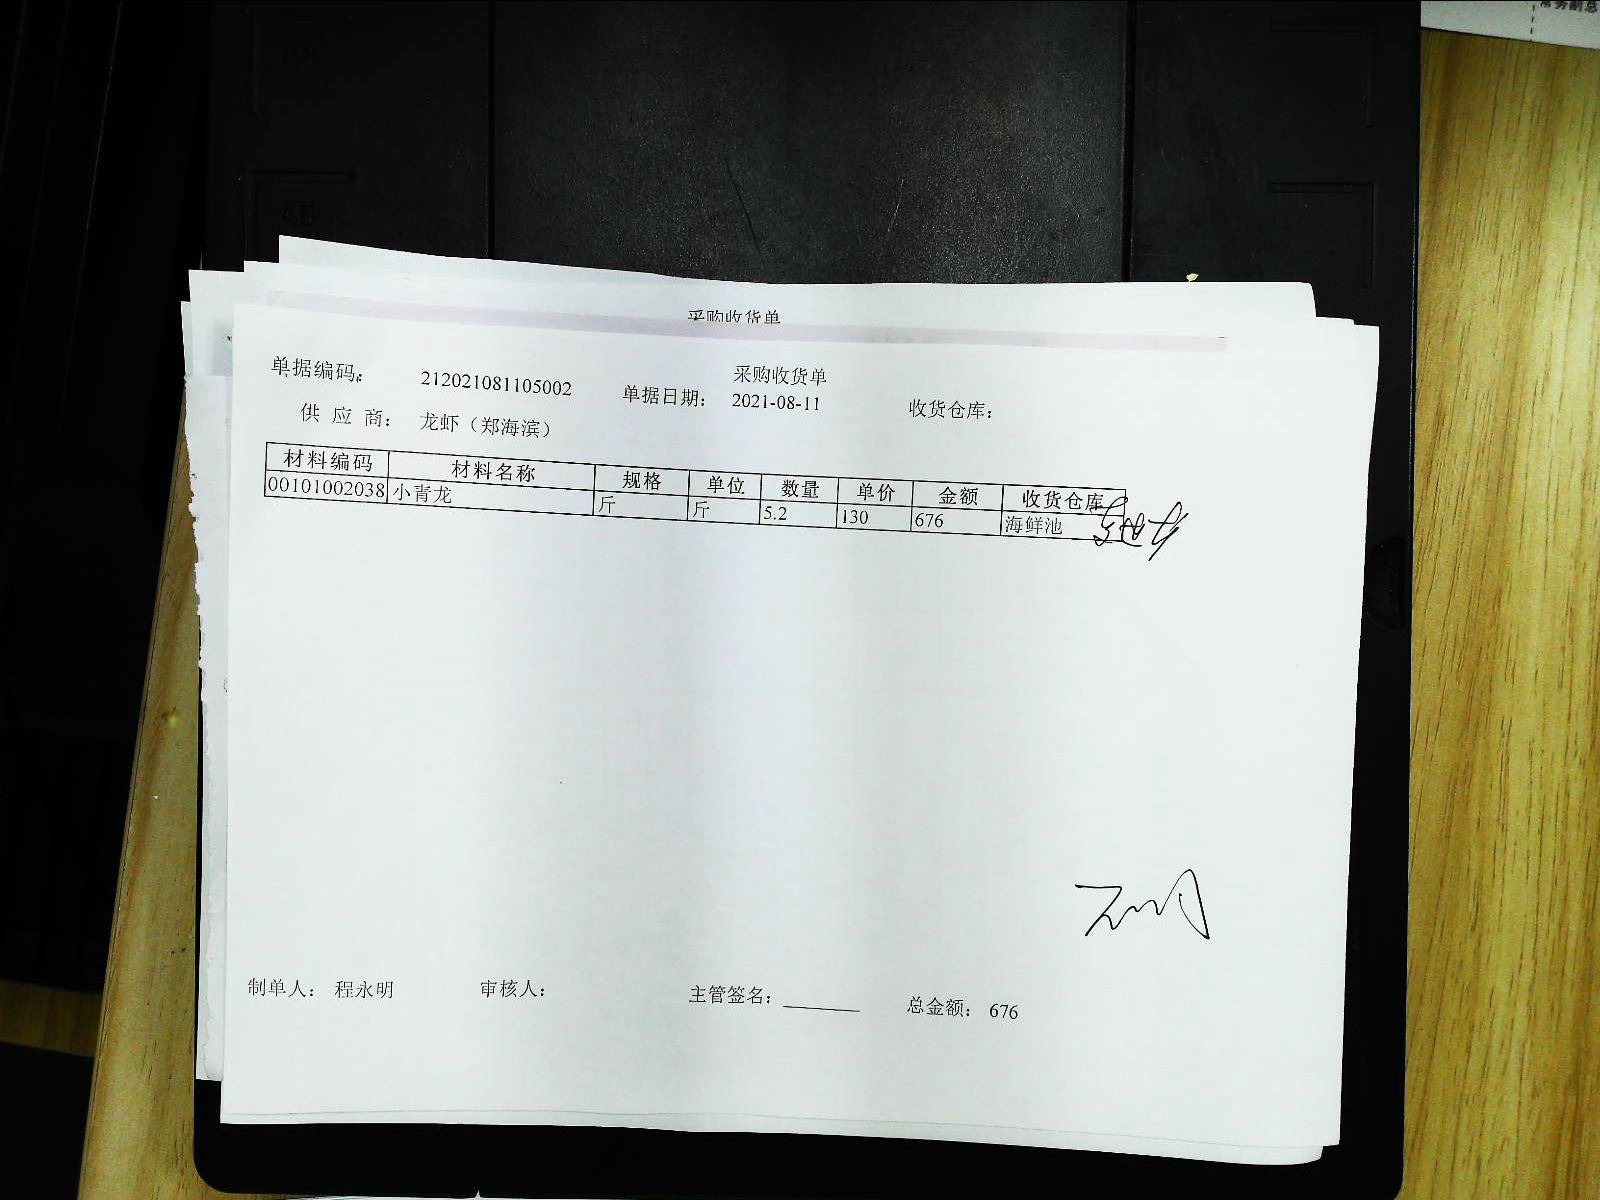 常务副总
采购收货单
采购收货单
单据编码： 212021081105002 单据日期： 2021-08-11 收货仓库：
供 应 商： 龙虾（郑海滨）
材料编码 材料名称 规格 单位 数量 单价 金额 收货仓库
00101002038 小青龙 斤 斤 5.2 130 676 海鲜池
制单人： 程永明 审核人： 主管签名： 总金额： 676